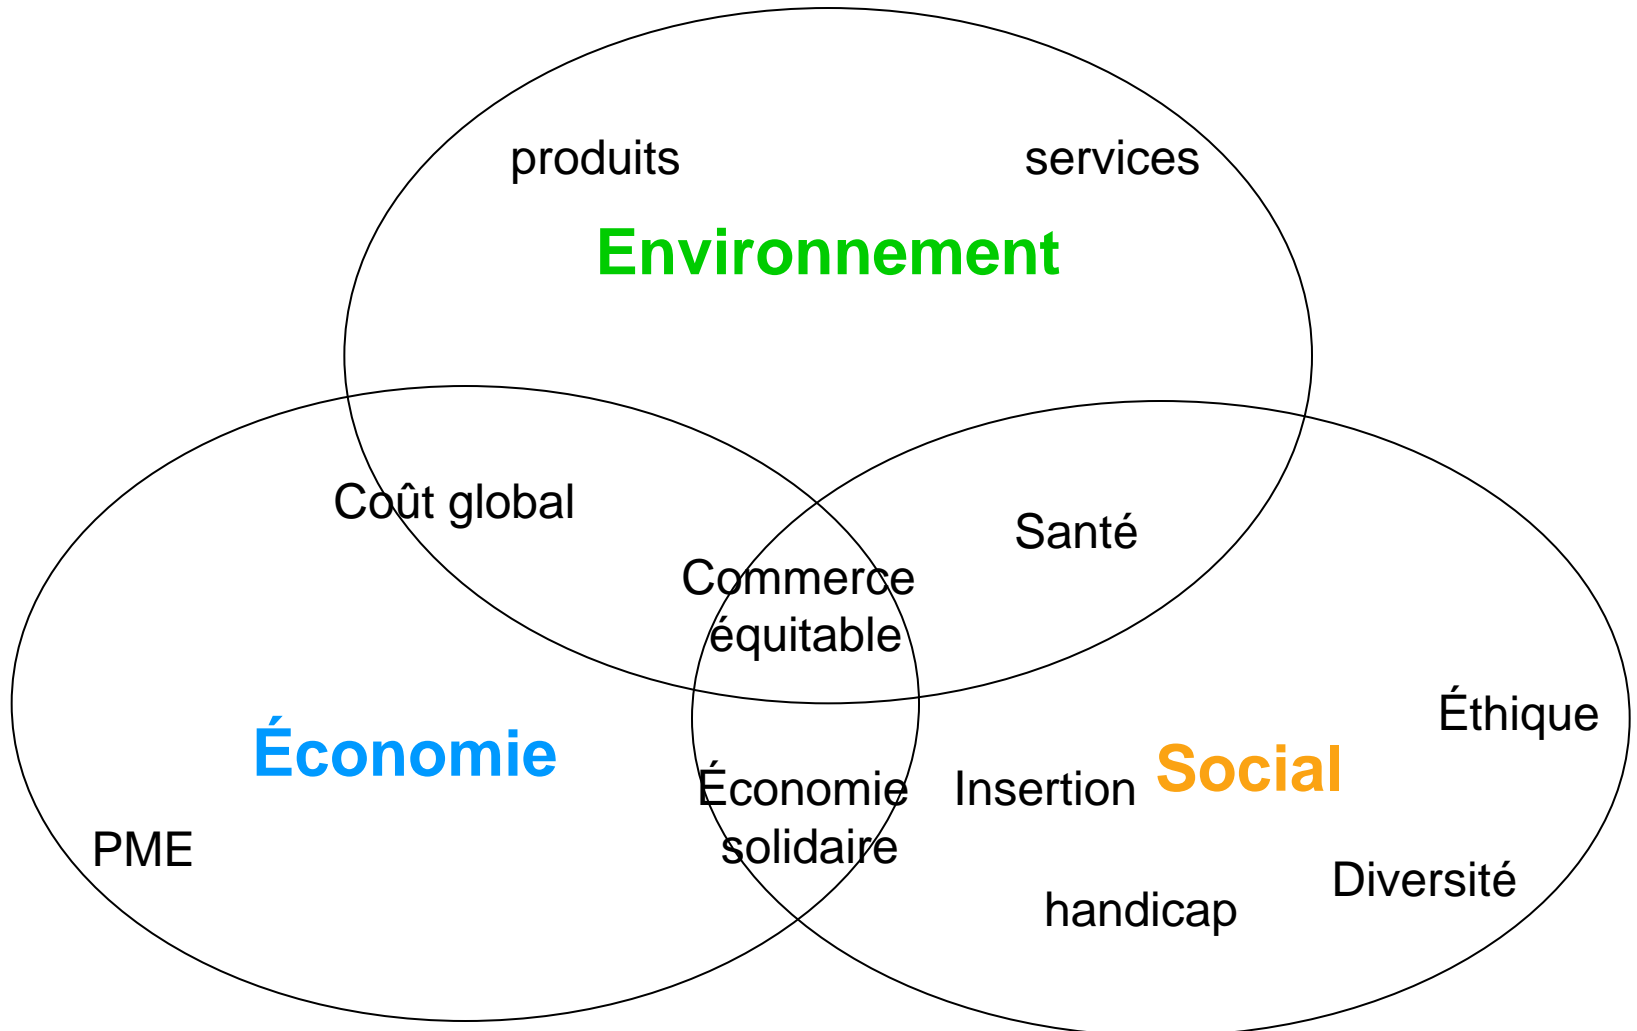 produits
services
Environnement
Coût global
Santé
Commerce
équitable
Éthique
Économie
Social
Économie
solidaire
Insertion
PME
Diversité
handicap